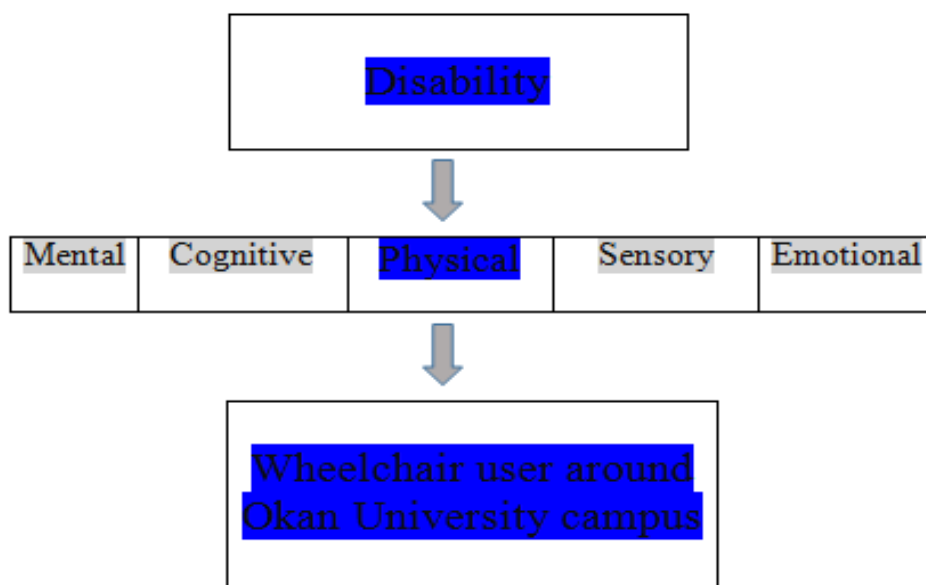 Disability
Mental Cognitive Physical Sensory Emotional
Wheelchair user around
Okan University campus